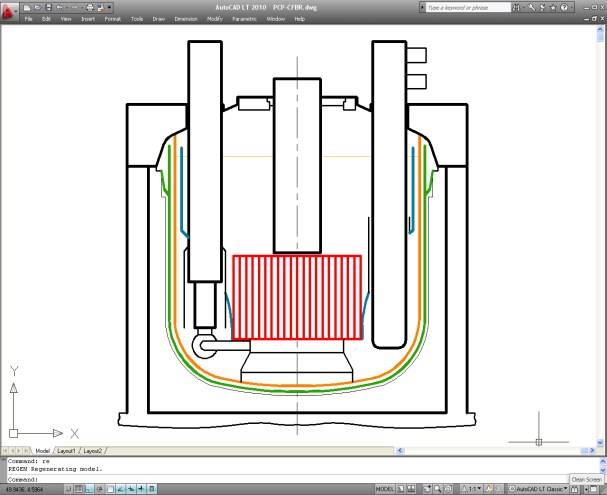 AutoCAD LT 2010 PCP-CFBR.dwg
Type a keyword or phrase
File Edit View Insert Format Tools Draw Dimension Modify Parametric Window Help
Y
X
Model Layout1 Layout2
Command: re
REGEN Regenerating model.
Command:
Clean Screen
MODEL 1:1 AutoCAD LT Classic